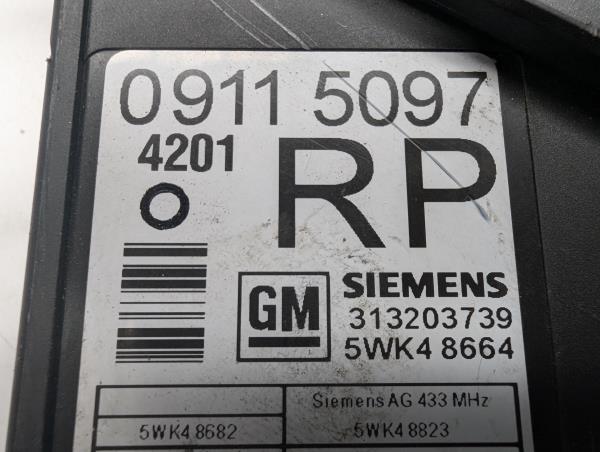 0911 5097
4201 RP
GM SIEMENS
313203739
5WK4 8664
Siemens AG 433 MHz
5WK4 8682 5WK4 8823